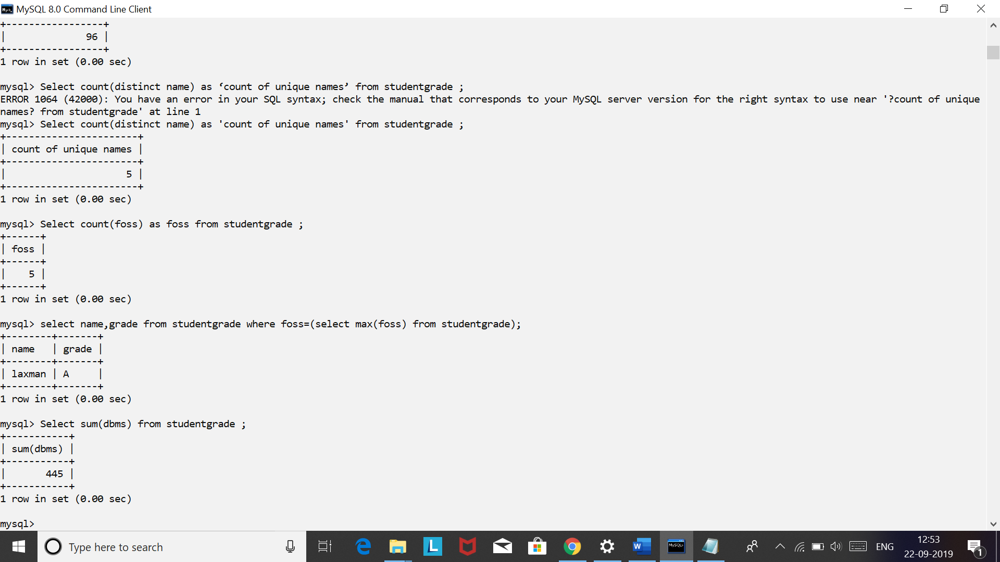 MySQL 8.0 Command Line Client
+-----------------+
|              96 |
+-----------------+
1 row in set (0.00 sec)

mysql> Select count(distinct name) as ‘count of unique names’ from studentgrade ;
ERROR 1064 (42000): You have an error in your SQL syntax; check the manual that corresponds to your MySQL server version for the right syntax to use near '?count of unique
names? from studentgrade' at line 1
mysql> Select count(distinct name) as 'count of unique names' from studentgrade ;
+-----------------------+
| count of unique names |
+-----------------------+
|                     5 |
+-----------------------+
1 row in set (0.00 sec)

mysql> Select count(foss) as foss from studentgrade ;
+------+
| foss |
+------+
|    5 |
+------+
1 row in set (0.00 sec)

mysql> select name,grade from studentgrade where foss=(select max(foss) from studentgrade);
+--------+-------+
| name   | grade |
+--------+-------+
| laxman | A     |
+--------+-------+
1 row in set (0.00 sec)

mysql> Select sum(dbms) from studentgrade ;
+-----------+
| sum(dbms) |
+-----------+
|       445 |
+-----------+
1 row in set (0.00 sec)

mysql>
Type here to search
L
W
MySQL>
ENG
12:53
22-09-2019
1